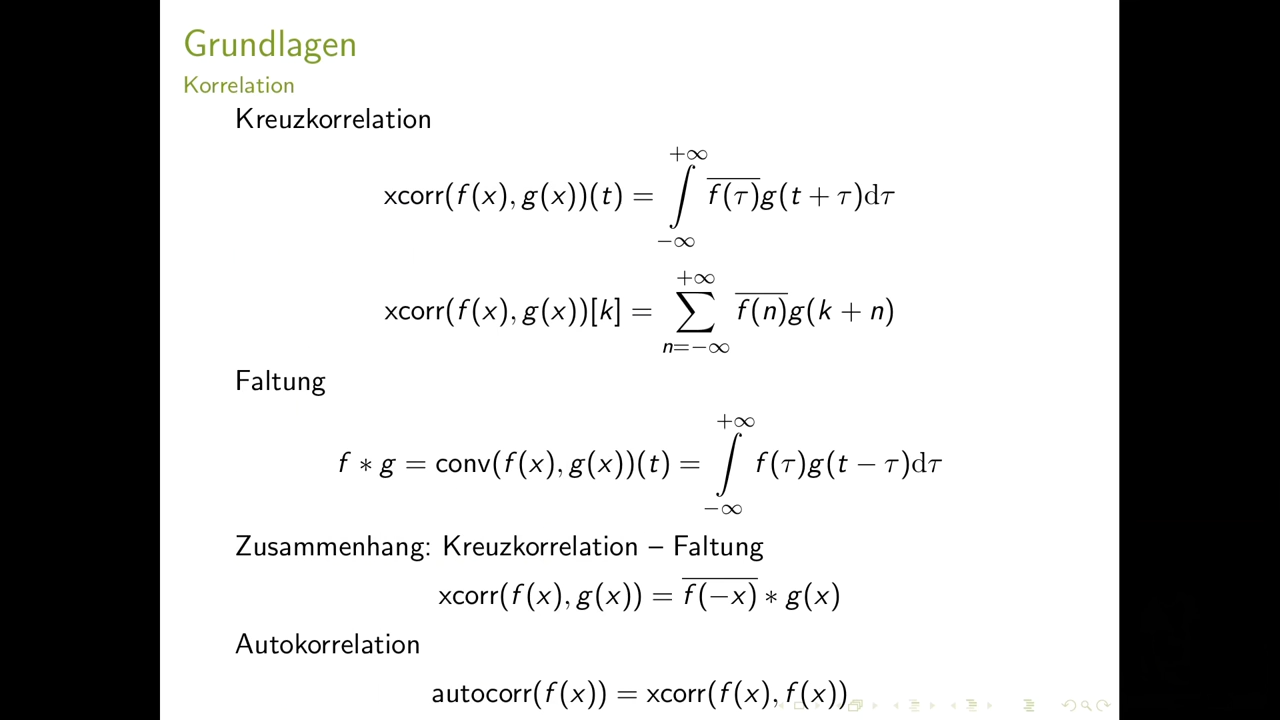 Grundlagen
Korrelation
Kreuzkorrelation
xcorr(f(x), g(x))(t) = ∫_{−∞}^{+∞} \overline{f(τ)}g(t + τ)dτ
xcorr(f(x), g(x))[k] = ∑_{n=−∞}^{+∞} \overline{f(n)}g(k + n)
Faltung
f ∗ g = conv(f(x), g(x))(t) = ∫_{−∞}^{+∞} f(τ)g(t − τ)dτ
Zusammenhang: Kreuzkorrelation – Faltung
xcorr(f(x), g(x)) = \overline{f(−x)} ∗ g(x)
Autokorrelation
autocorr(f(x)) = xcorr(f(x), f(x))